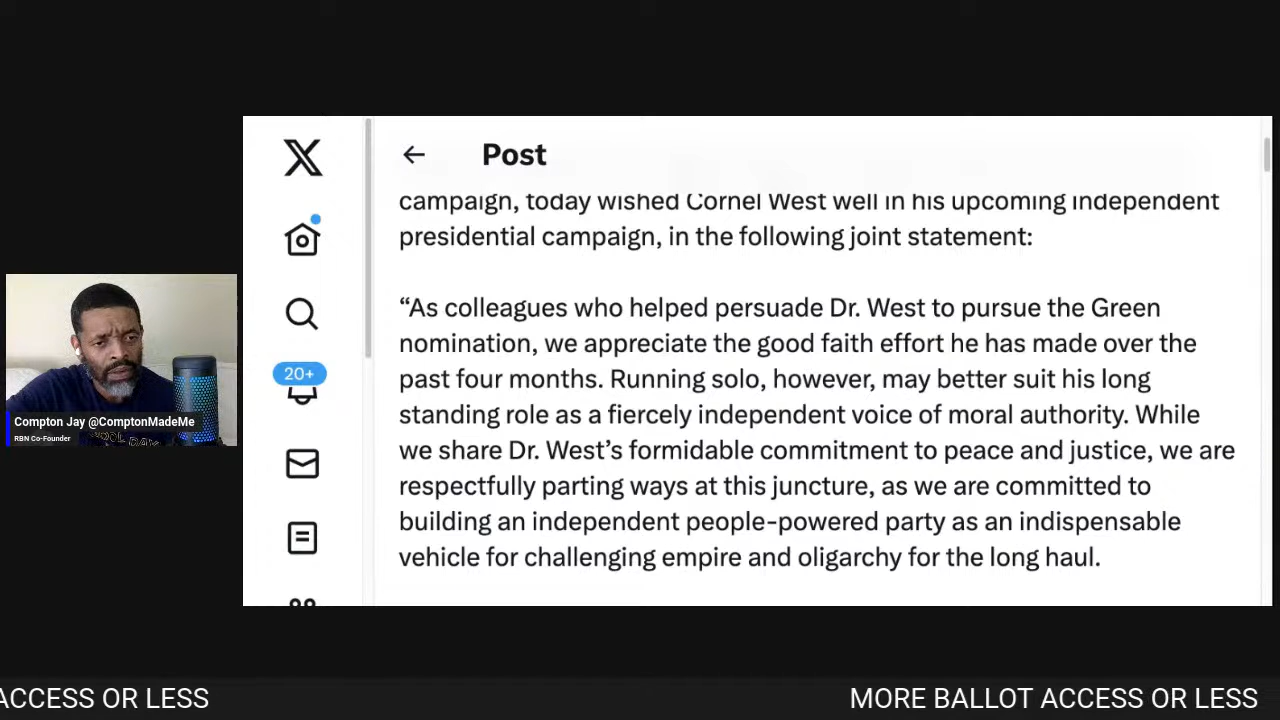 Post
campaign, today wished Cornel West well in his upcoming independent
presidential campaign, in the following joint statement:
“As colleagues who helped persuade Dr. West to pursue the Green
nomination, we appreciate the good faith effort he has made over the
past four months. Running solo, however, may better suit his long
standing role as a fiercely independent voice of moral authority. While
we share Dr. West’s formidable commitment to peace and justice, we are
respectfully parting ways at this juncture, as we are committed to
building an independent people-powered party as an indispensable
vehicle for challenging empire and oligarchy for the long haul.
20+
Compton Jay @ComptonMadeMe
RBN Co-Founder
ACCESS OR LESS
MORE BALLOT ACCESS OR LESS